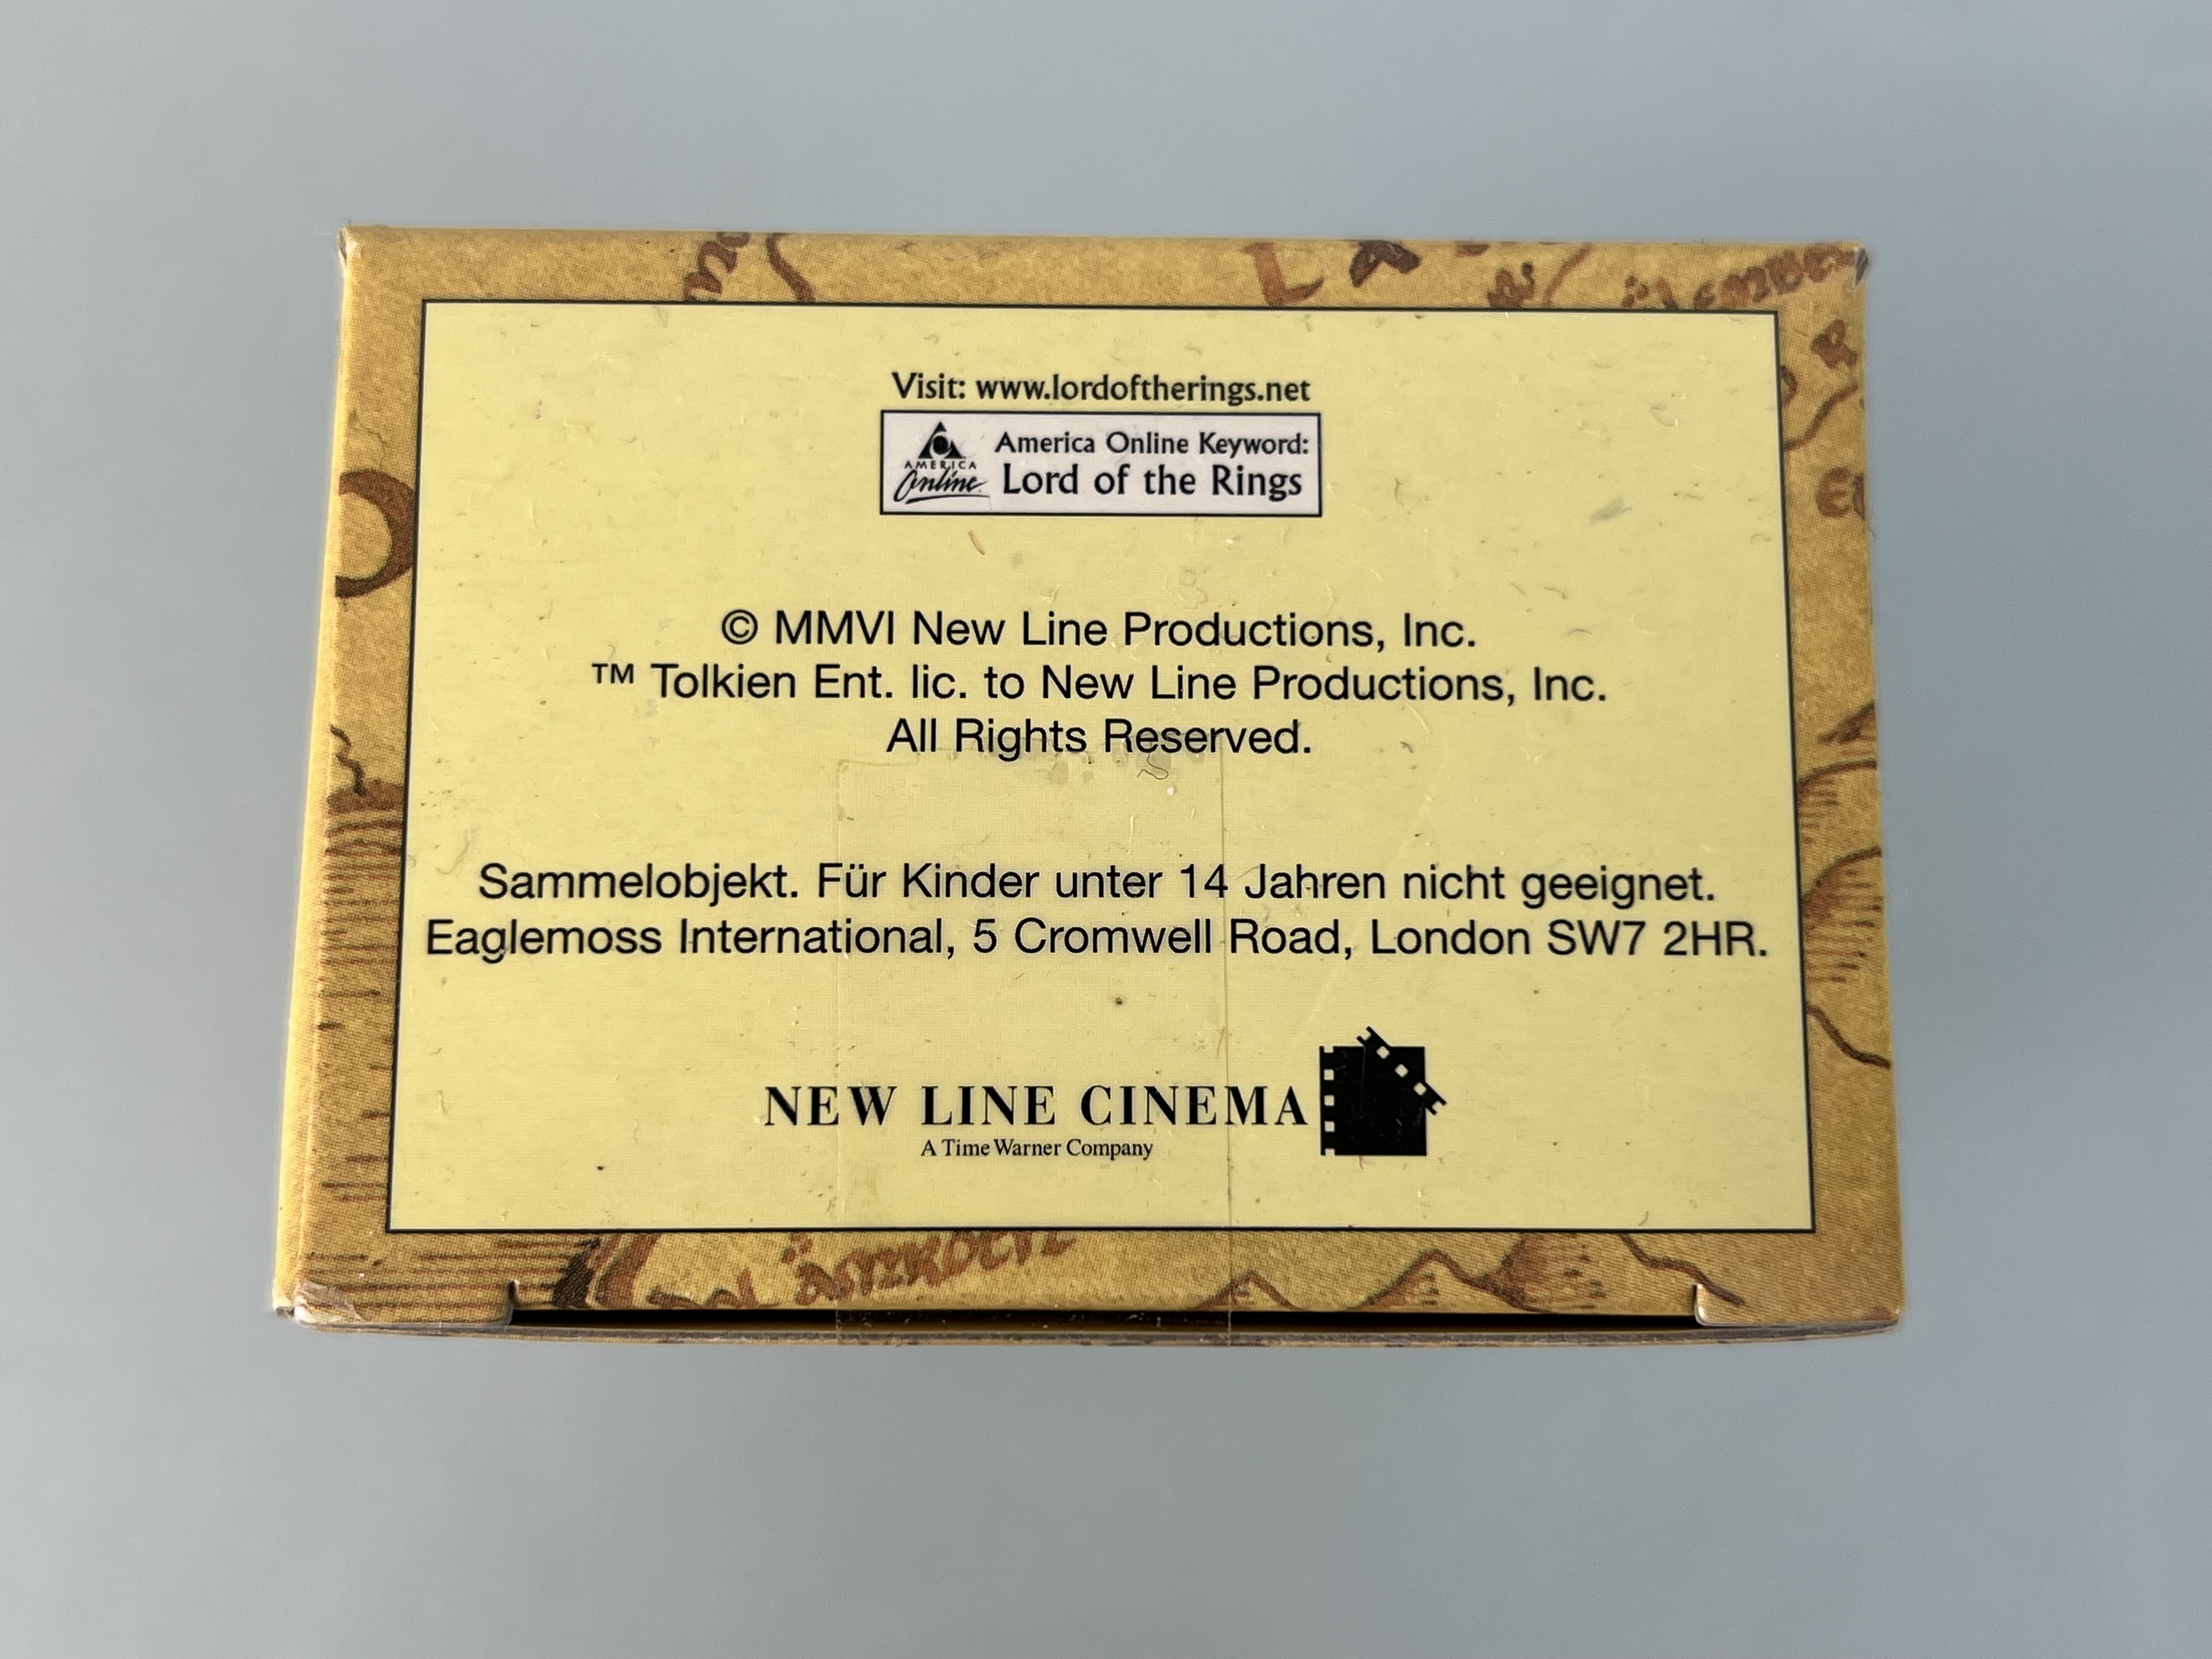 Visit: www.lordoftherings.net
America Online Keyword:
AMERICA
Online
Lord of the Rings
© MMVI New Line Productions, Inc.
™ Tolkien Ent. lic. to New Line Productions, Inc.
All Rights Reserved.
Sammelobjekt. Für Kinder unter 14 Jahren nicht geeignet.
Eaglemoss International, 5 Cromwell Road, London SW7 2HR.
NEW LINE CINEMA
A Time Warner Company